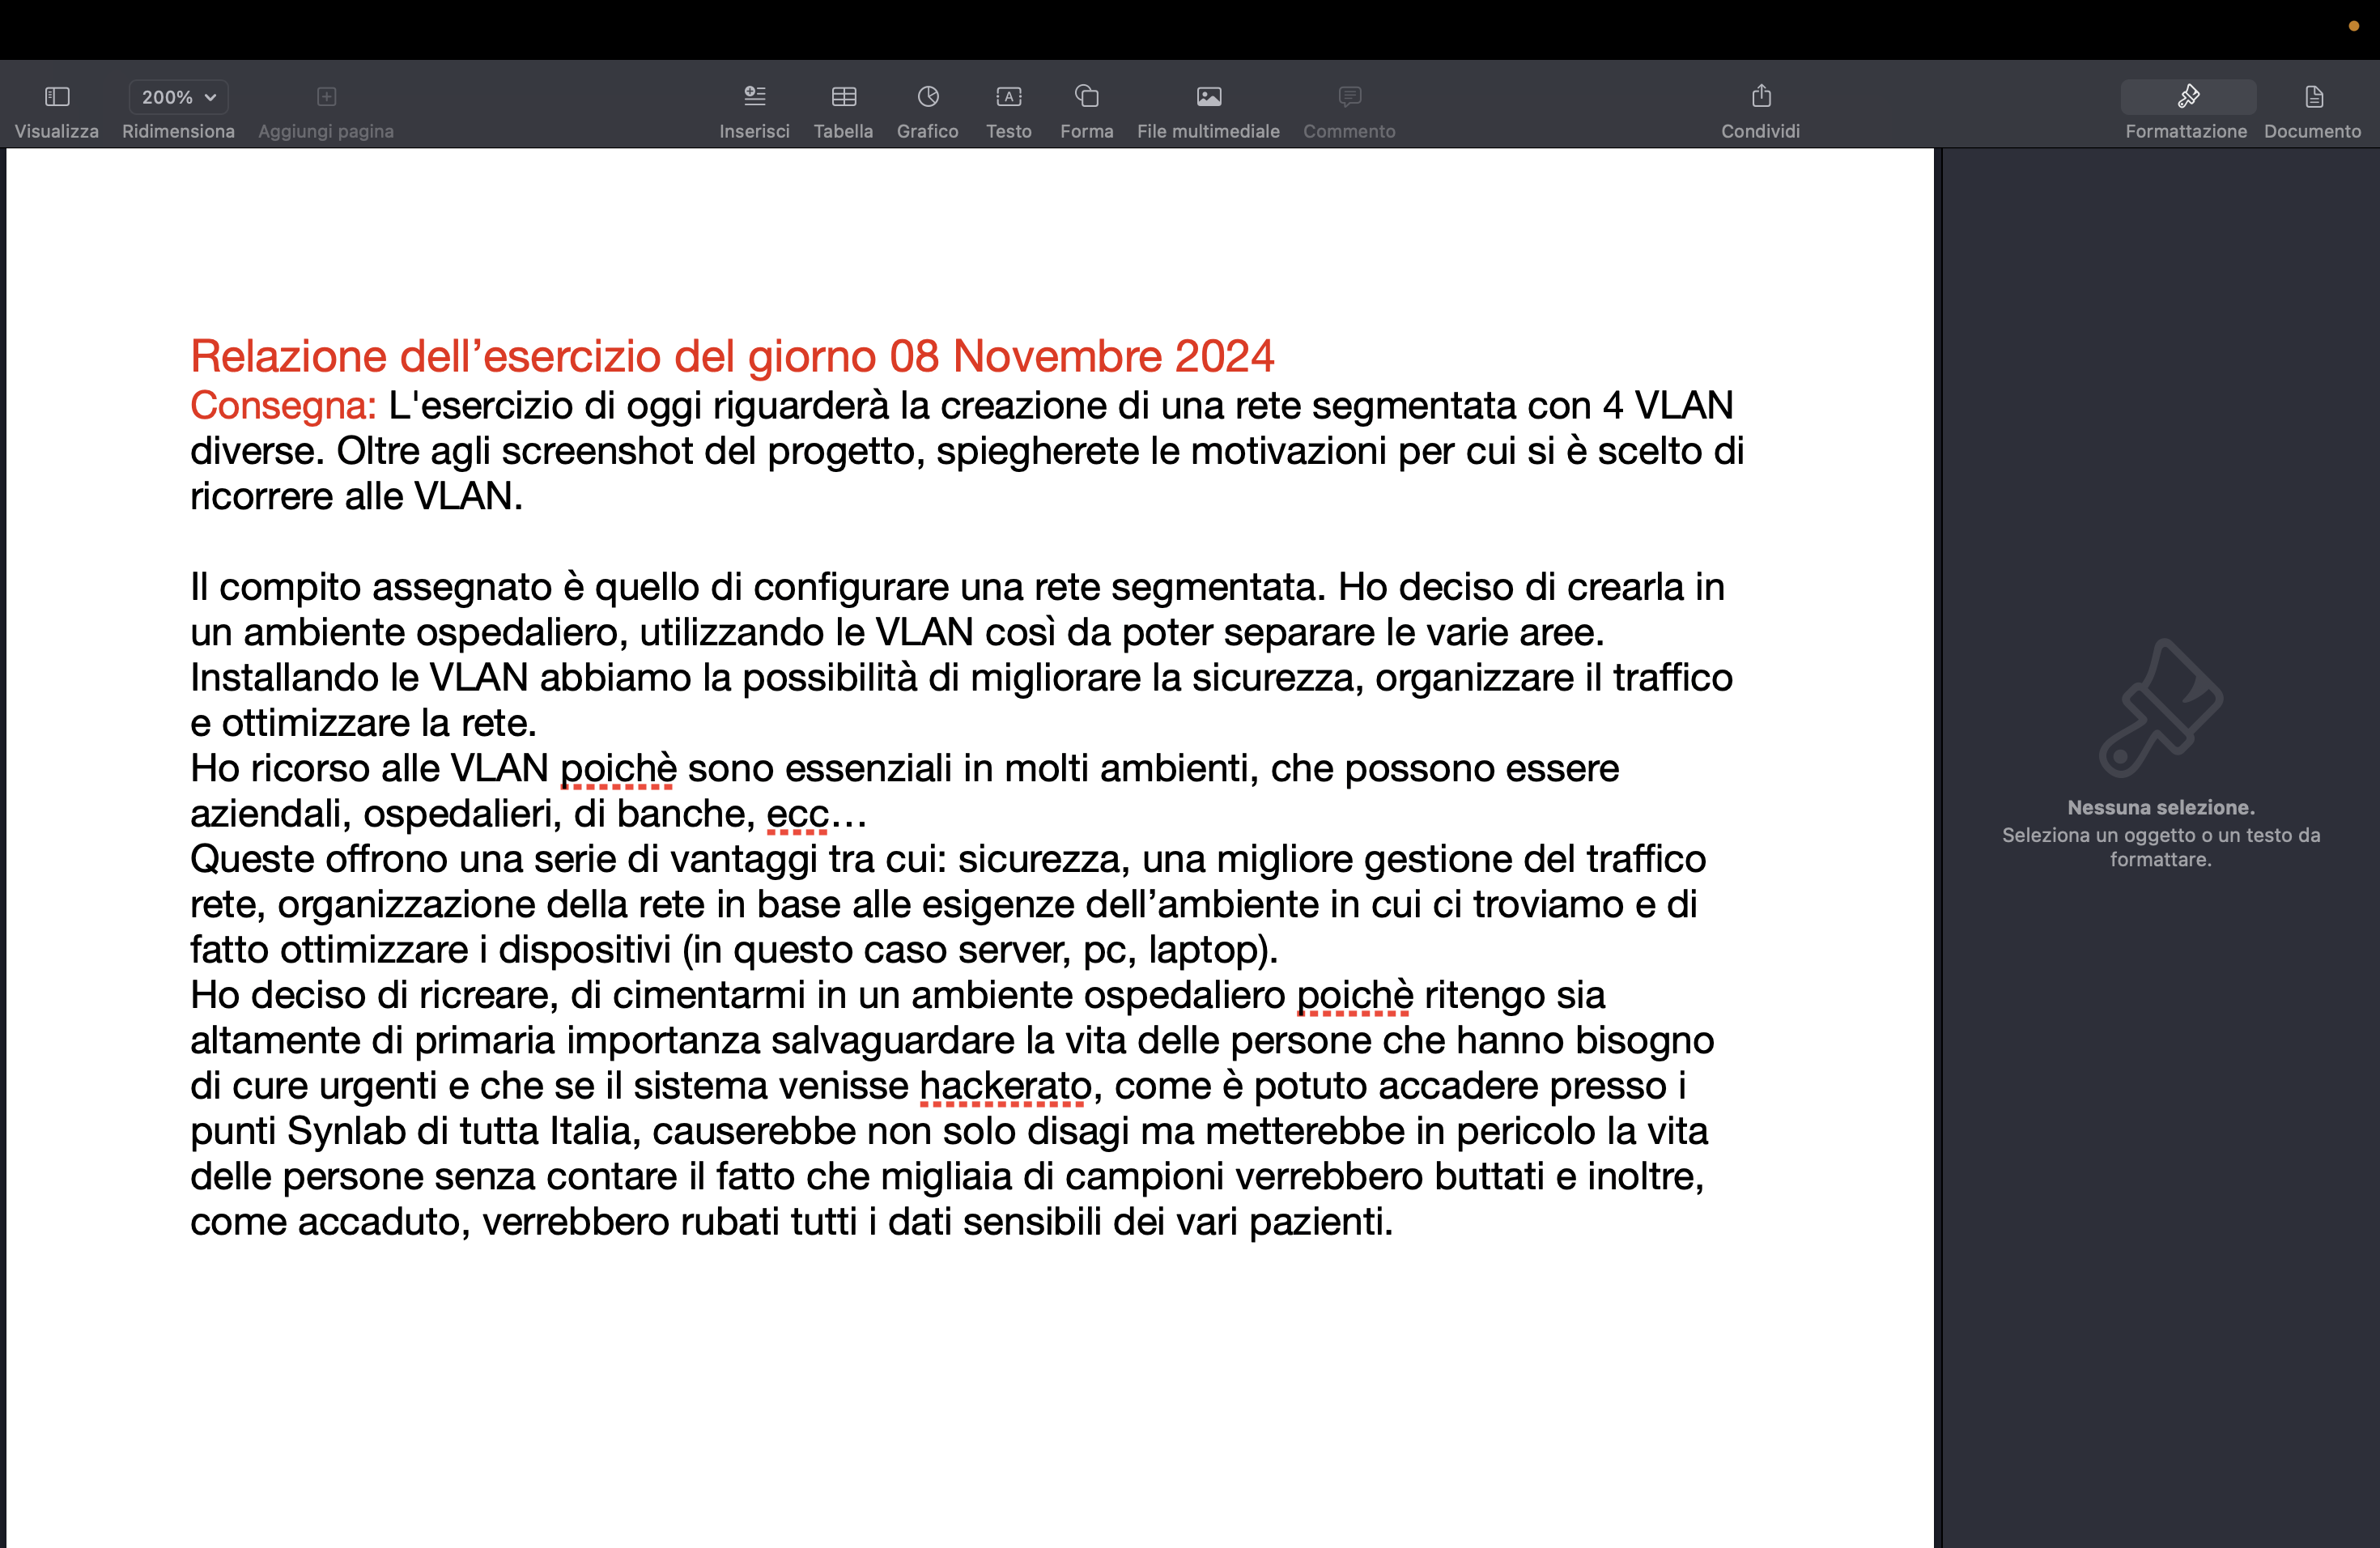 200%
Visualizza Ridimensiona Aggiungi pagina Inserisci Tabella Grafico Testo Forma File multimediale Commento Condividi Formattazione Documento
Relazione dell’esercizio del giorno 08 Novembre 2024
Consegna: L'esercizio di oggi riguarderà la creazione di una rete segmentata con 4 VLAN
diverse. Oltre agli screenshot del progetto, spiegherete le motivazioni per cui si è scelto di
ricorrere alle VLAN.
Il compito assegnato è quello di configurare una rete segmentata. Ho deciso di crearla in
un ambiente ospedaliero, utilizzando le VLAN così da poter separare le varie aree.
Installando le VLAN abbiamo la possibilità di migliorare la sicurezza, organizzare il traffico
e ottimizzare la rete.
Ho ricorso alle VLAN poichè sono essenziali in molti ambienti, che possono essere
aziendali, ospedalieri, di banche, ecc…
Queste offrono una serie di vantaggi tra cui: sicurezza, una migliore gestione del traffico
rete, organizzazione della rete in base alle esigenze dell’ambiente in cui ci troviamo e di
fatto ottimizzare i dispositivi (in questo caso server, pc, laptop).
Ho deciso di ricreare, di cimentarmi in un ambiente ospedaliero poichè ritengo sia
altamente di primaria importanza salvaguardare la vita delle persone che hanno bisogno
di cure urgenti e che se il sistema venisse hackerato, come è potuto accadere presso i
punti Synlab di tutta Italia, causerebbe non solo disagi ma metterebbe in pericolo la vita
delle persone senza contare il fatto che migliaia di campioni verrebbero buttati e inoltre,
come accaduto, verrebbero rubati tutti i dati sensibili dei vari pazienti.
Nessuna selezione.
Seleziona un oggetto o un testo da
formattare.